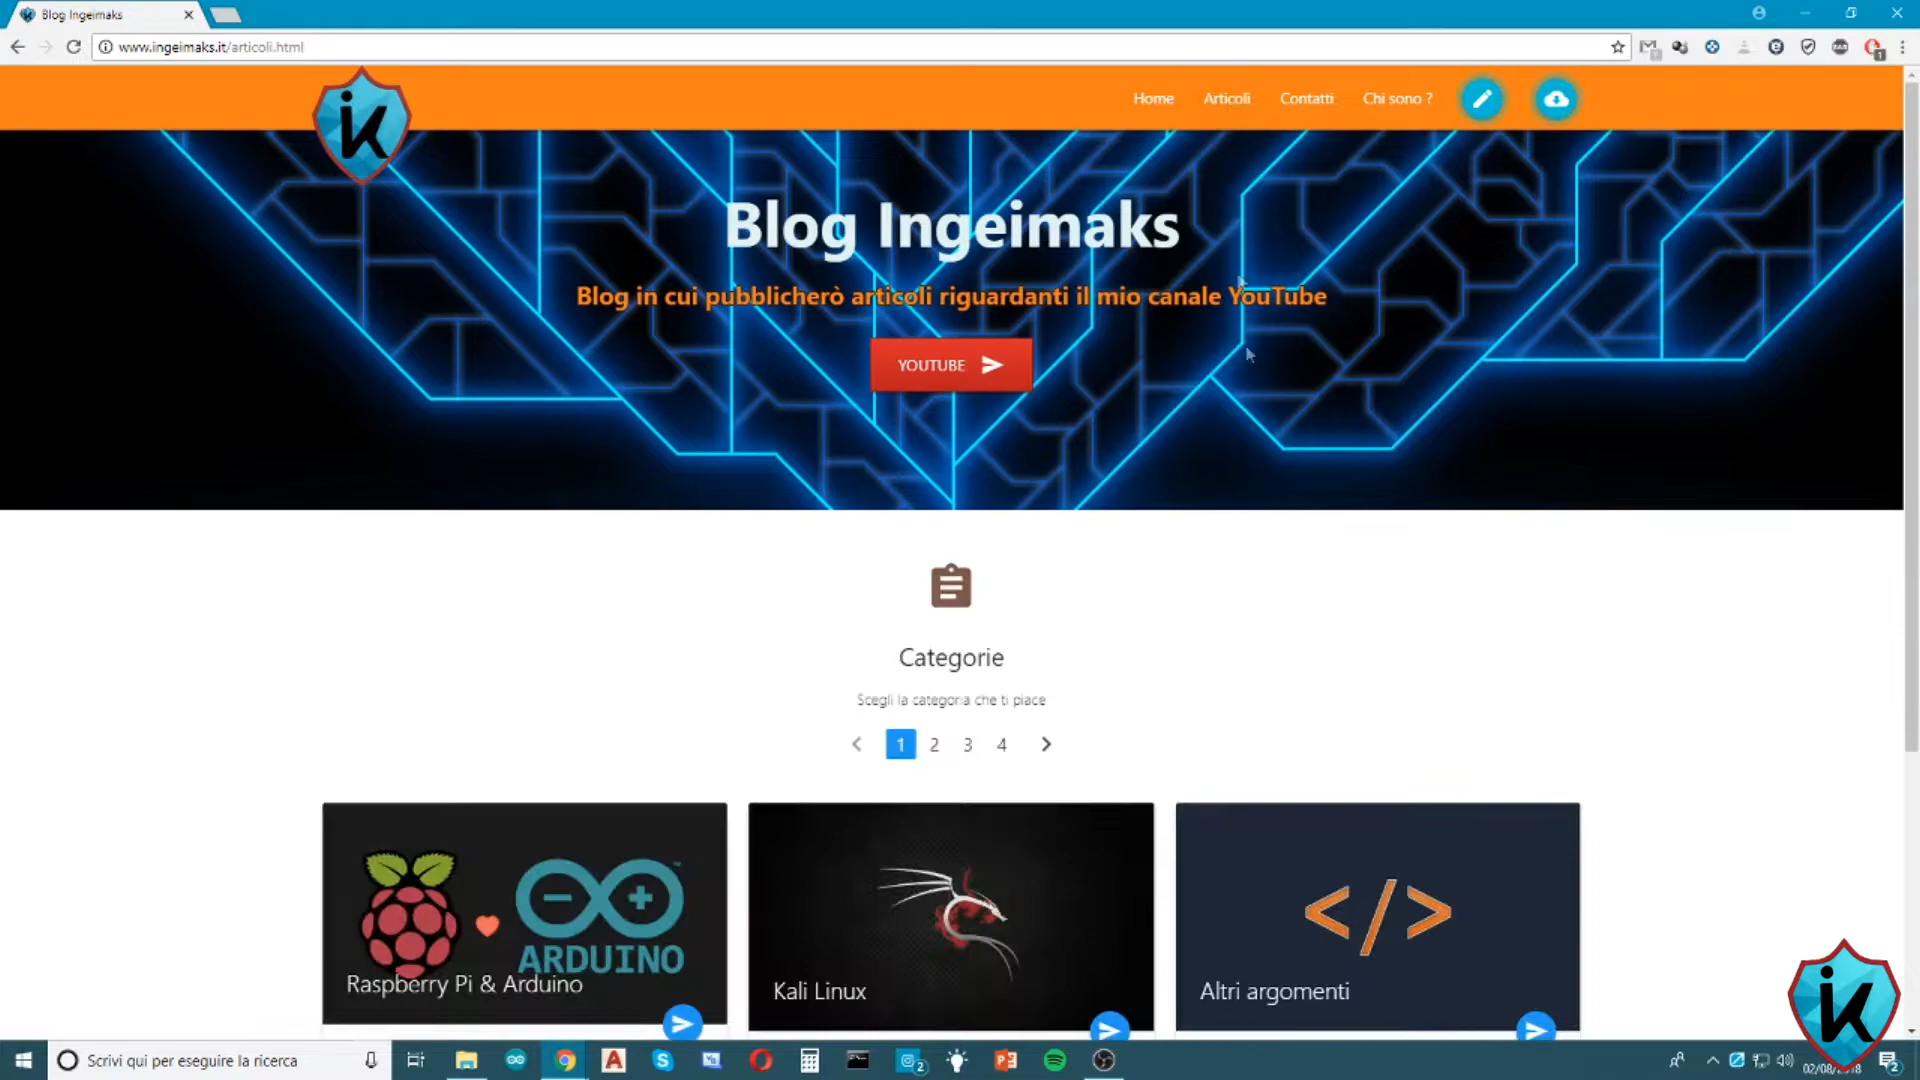 Blog Ingeimaks
www.ingeimaks.it/articoli.html
ik
Home Articoli Contatti Chi sono ?
Blog Ingeimaks
Blog in cui pubblicherò articoli riguardanti il mio canale YouTube
YOUTUBE
Categorie
Scegli la categoria che ti piace
1 2 3 4
ARDUINO
Raspberry Pi & Arduino
Kali Linux
</>
Altri argomenti
ik
Scrivi qui per eseguire la ricerca